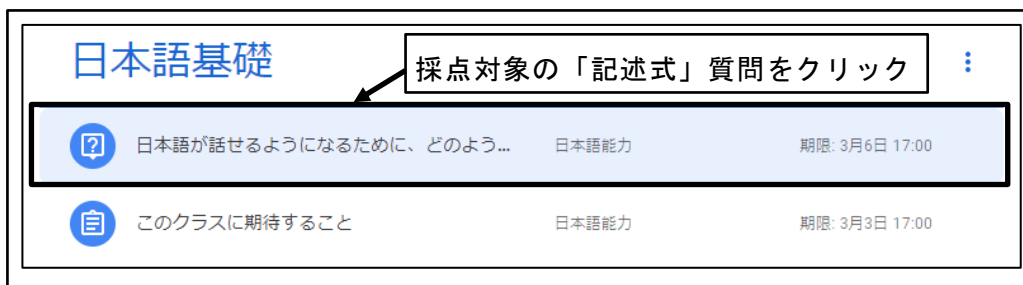 日本語基礎
採点対象の「記述式」質問をクリック
日本語が話せるようになるために、どのよう... 日本語能力 期限: 3月6日 17:00
このクラスに期待すること 日本語能力 期限: 3月3日 17:00